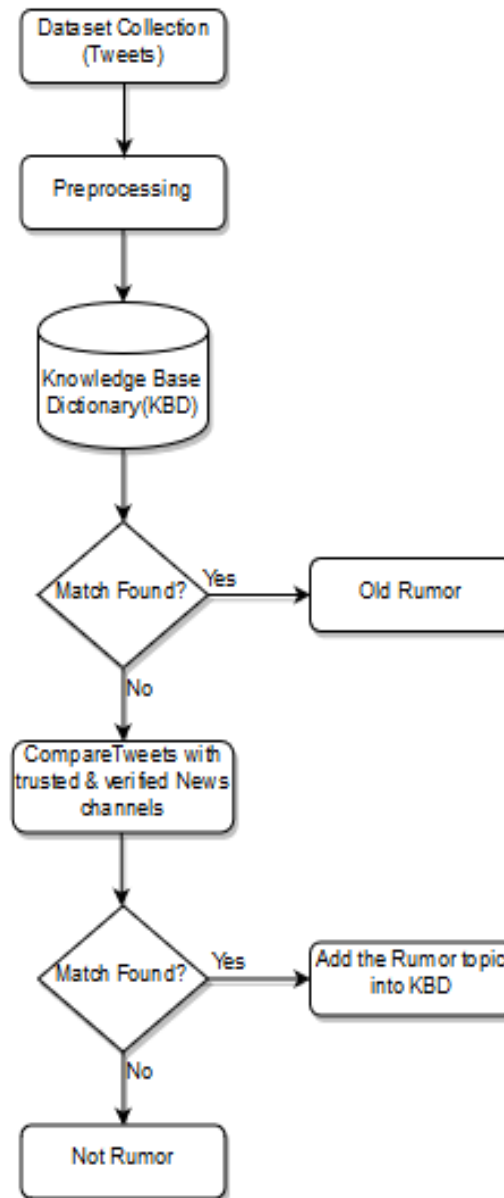 Dataset Collection
(Tweets)
Preprocessing
Knowledge Base
Dictionary(KBD)
Match Found?
Yes
Old Rumor
No
CompareTweets with
trusted & verified News
channels
Match Found?
Yes
Add the Rumor topic
into KBD
No
Not Rumor